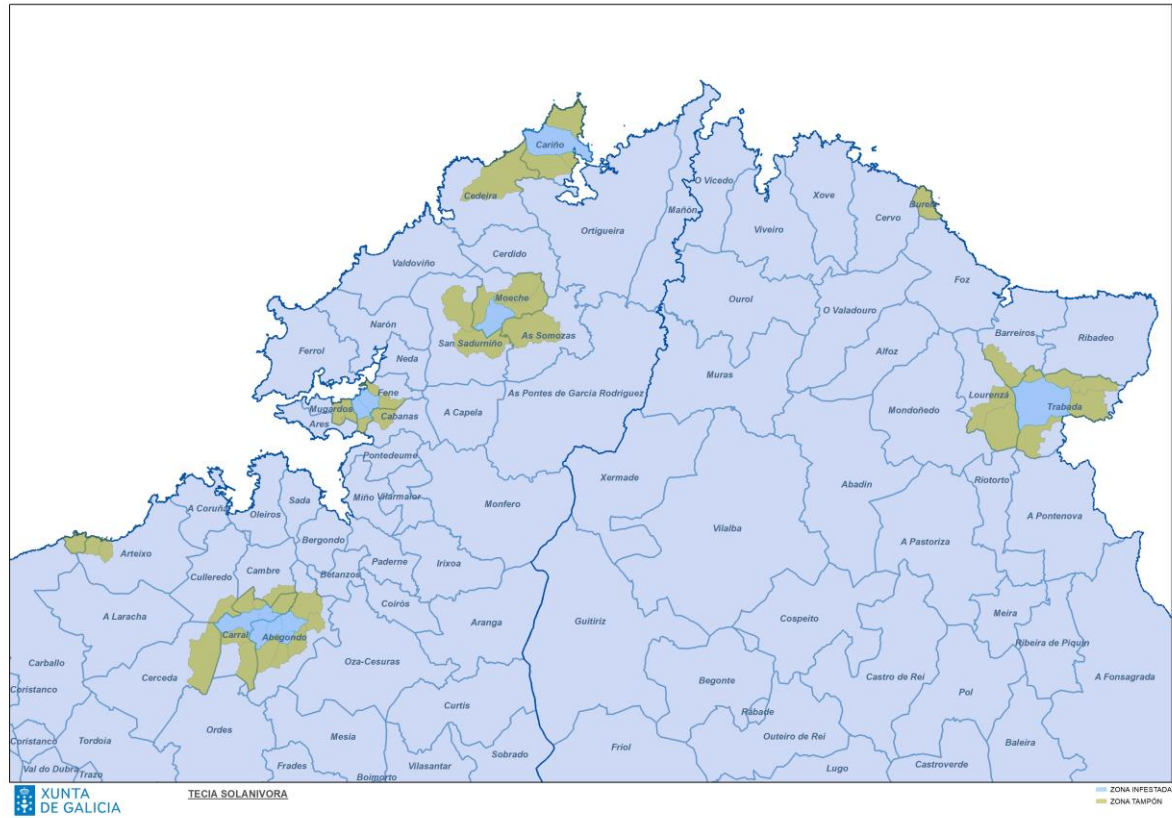 Cariño
Cedeira
Ortigueira
Mañón
O Vicedo
Xove
Burela
Cervo
Viveiro
Valdoviño
Cerdido
Foz
Moeche
Ourol
O Valadouro
Narón
As Somozas
Barreiros
Ribadeo
San Sadurniño
Ferrol
Neda
Alfoz
Muras
As Pontes de García Rodríguez
Fene
Lourenzá
Mugardos
Cabanas
A Capela
Mondoñedo
Trabada
Ares
Pontedeume
Xermade
Riotorto
Abadín
Miño
Vilarmaior
Sada
Monfero
A Coruña
Oleiros
A Pontenova
Vilalba
Bergondo
A Pastoriza
Arteixo
Paderne
Irixoa
Cambre
Culleredo
Betanzos
Coirós
Meira
A Laracha
Guitiriz
Cospeito
Aranga
Carral
Abegondo
Ribeira de Piquín
Carballo
Oza-Cesuras
Cerceda
Castro de Rei
A Fonsagrada
Begonte
Coristanco
Pol
Curtis
Rábade
Ordes
Mesía
Outeiro de Rei
Coristanco
Tordoia
Baleira
Friol
Sobrado
Val do Dubra
Trazo
Frades
Vilasantar
Boimorto
Lugo
Castroverde
XUNTA
DE GALICIA
TECIA SOLANIVORA
ZONA INFESTADA
ZONA TAMPÓN